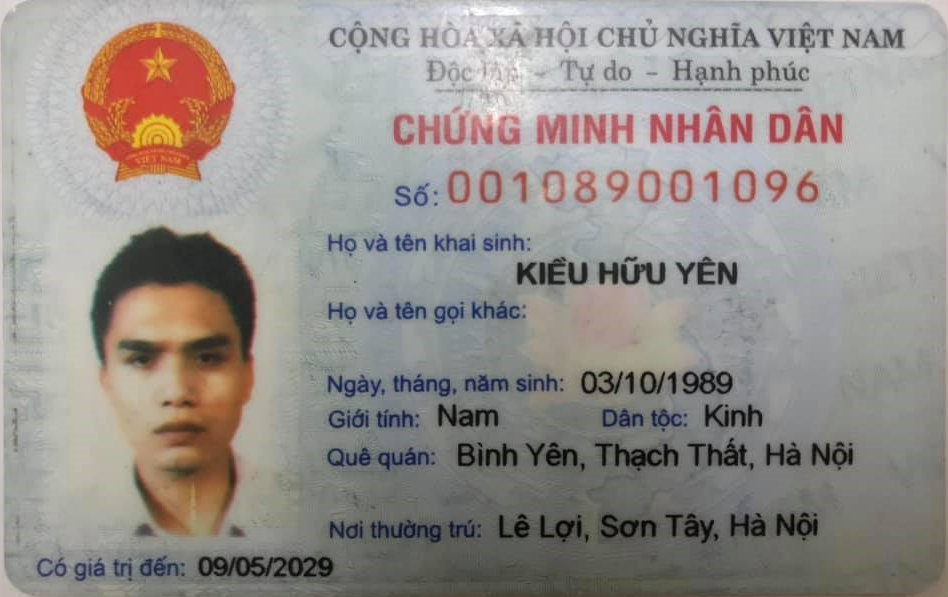 CỘNG HÒA XÃ HỘI CHỦ NGHĨA VIỆT NAM
Độc lập - Tự do - Hạnh phúc
CHỨNG MINH NHÂN DÂN
Số: 001089001096
Họ và tên khai sinh:
KIỀU HỮU YÊN
Họ và tên gọi khác:
Ngày, tháng, năm sinh: 03/10/1989
Giới tính: Nam Dân tộc: Kinh
Quê quán: Bình Yên, Thạch Thất, Hà Nội
Nơi thường trú: Lê Lợi, Sơn Tây, Hà Nội
Có giá trị đến: 09/05/2029
VIỆT NAM